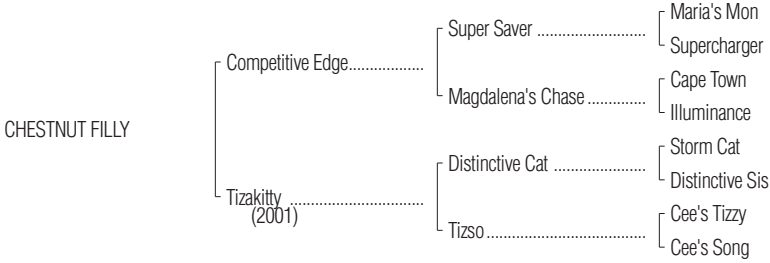 Maria's Mon
Super Saver ..........................
Supercharger
Competitive Edge..................
Cape Town
Magdalena's Chase ..............
Illuminance
CHESTNUT FILLY
Storm Cat
Distinctive Cat ......................
Distinctive Sis
Tizakitty ................................
(2001)
Cee's Tizzy
Tizso......................................
Cee's Song